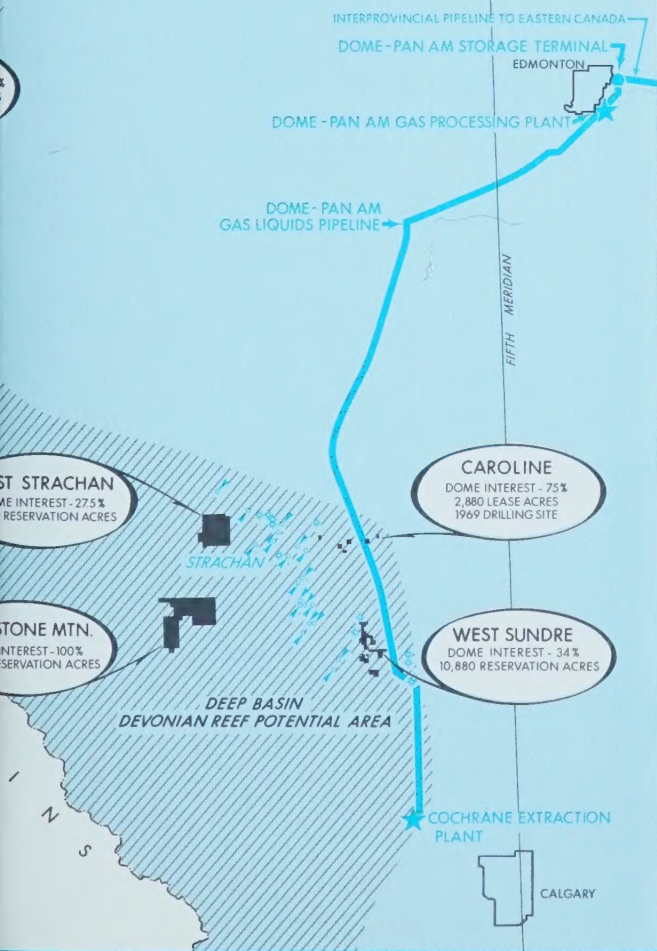 INTERPROVINCIAL PIPELINE TO EASTERN CANADA
DOME-PAN AM STORAGE TERMINAL
EDMONTON
DOME - PAN AM GAS PROCESSING PLANT
DOME-PAN AM
GAS LIQUIDS PIPELINE
FIFTH MERIDIAN
ST STRACHAN
ME INTEREST - 27.5%
RESERVATION ACRES
CAROLINE
DOME INTEREST - 75%
2,880 LEASE ACRES
1969 DRILLING SITE
STRACHAN
STONE MTN.
INTEREST - 100%
SERVATION ACRES
WEST SUNDRE
DOME INTEREST - 34%
10,880 RESERVATION ACRES
DEEP BASIN
DEVONIAN REEF POTENTIAL AREA
I N S
COCHRANE EXTRACTION
PLANT
CALGARY